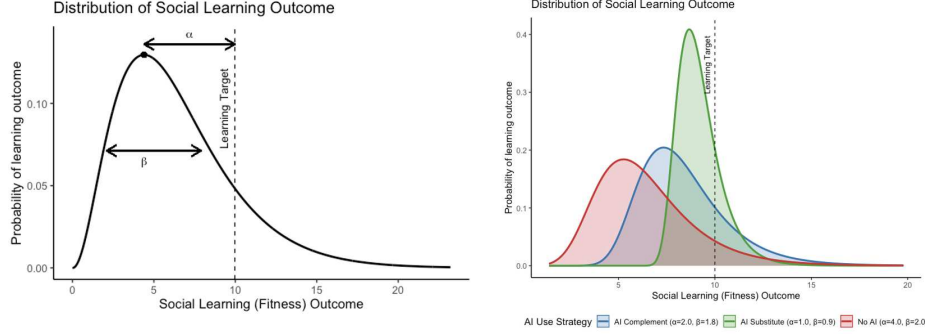 Distribution of Social Learning Outcome
α
β
Learning Target
Probability of learning outcome
0.10
0.05
0.00
0
5
10
15
20
Social Learning (Fitness) Outcome
Distribution of Social Learning Outcome
Learning Target
Probability of learning outcome
0.4
0.3
0.2
0.1
0.0
5
10
15
20
Social Learning (Fitness) Outcome
AI Use Strategy AI Complement (α=2.0, β=1.8) AI Substitute (α=1.0, β=0.9) No AI (α=4.0, β=2.0